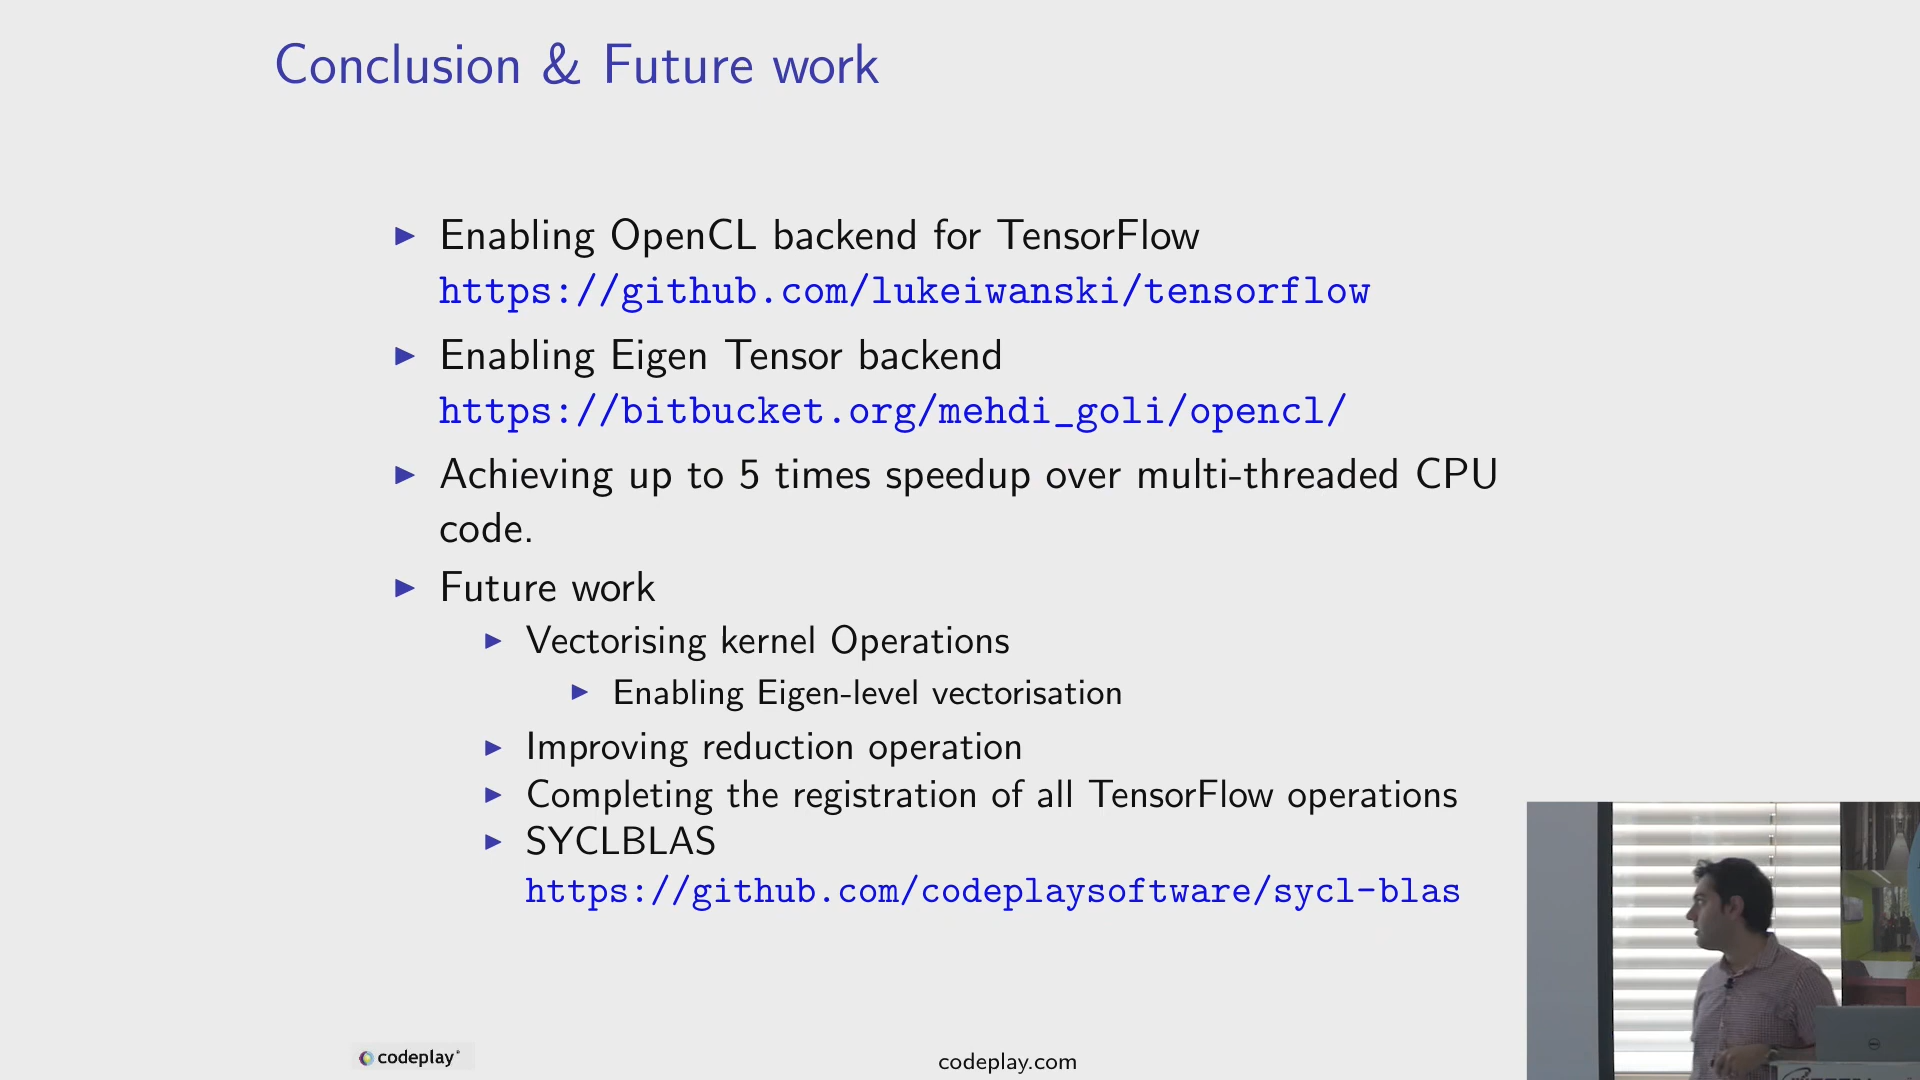 Conclusion & Future work
Enabling OpenCL backend for TensorFlow
https://github.com/lukeiwanski/tensorflow
Enabling Eigen Tensor backend
https://bitbucket.org/mehdi_goli/opencl/
Achieving up to 5 times speedup over multi-threaded CPU
code.
Future work
Vectorising kernel Operations
Enabling Eigen-level vectorisation
Improving reduction operation
Completing the registration of all TensorFlow operations
SYCLBLAS
https://github.com/codeplaysoftware/sycl-blas
codeplay
codeplay.com